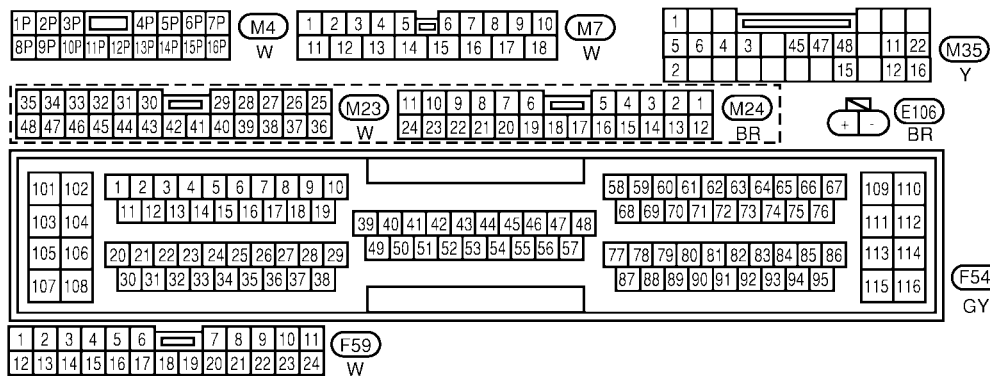 1P 2P 3P 4P 5P 6P 7P
8P 9P 10P 11P 12P 13P 14P 15P 16P
M4
W
1 2 3 4 5 6 7 8 9 10
11 12 13 14 15 16 17 18
M7
W
1
5 6 4 3 45 47 48 11 22
2 15 12 16
M35
Y
35 34 33 32 31 30 29 28 27 26 25
48 47 46 45 44 43 42 41 40 39 38 37 36
M23
W
11 10 9 8 7 6 5 4 3 2 1
24 23 22 21 20 19 18 17 16 15 14 13 12
M24
BR
+ -
E106
BR
101 102
103 104
105 106
107 108
1 2 3 4 5 6 7 8 9 10
11 12 13 14 15 16 17 18 19
20 21 22 23 24 25 26 27 28 29
30 31 32 33 34 35 36 37 38
39 40 41 42 43 44 45 46 47 48
49 50 51 52 53 54 55 56 57
58 59 60 61 62 63 64 65 66 67
68 69 70 71 72 73 74 75 76
77 78 79 80 81 82 83 84 85 86
87 88 89 90 91 92 93 94 95
109 110
111 112
113 114
115 116
F54
GY
1 2 3 4 5 6 7 8 9 10 11
12 13 14 15 16 17 18 19 20 21 22 23 24
F59
W